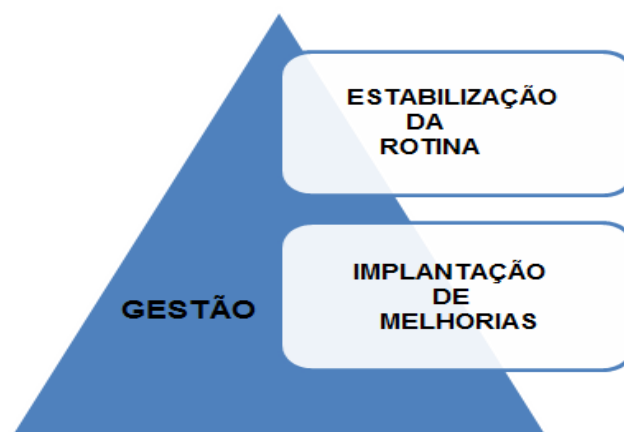 ESTABILIZAÇÃO
DA
ROTINA
IMPLANTAÇÃO
DE
MELHORIAS
GESTÃO